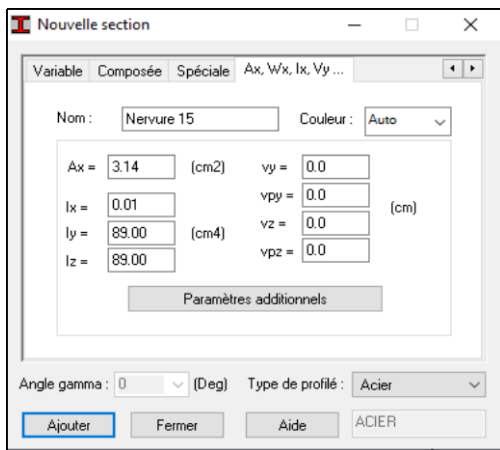 Nouvelle section
Variable Composée Spéciale Ax, Wx, Ix, Vy ...
Nom : Nervure 15 Couleur : Auto
Ax = 3.14 (cm2) vy = 0.0
vpy = 0.0
Ix = 0.01 (cm)
Iy = 89.00 (cm4) vz = 0.0
Iz = 89.00 vpz = 0.0
Paramètres additionnels
Angle gamma : 0 (Deg) Type de profilé : Acier
Ajouter Fermer Aide ACIER